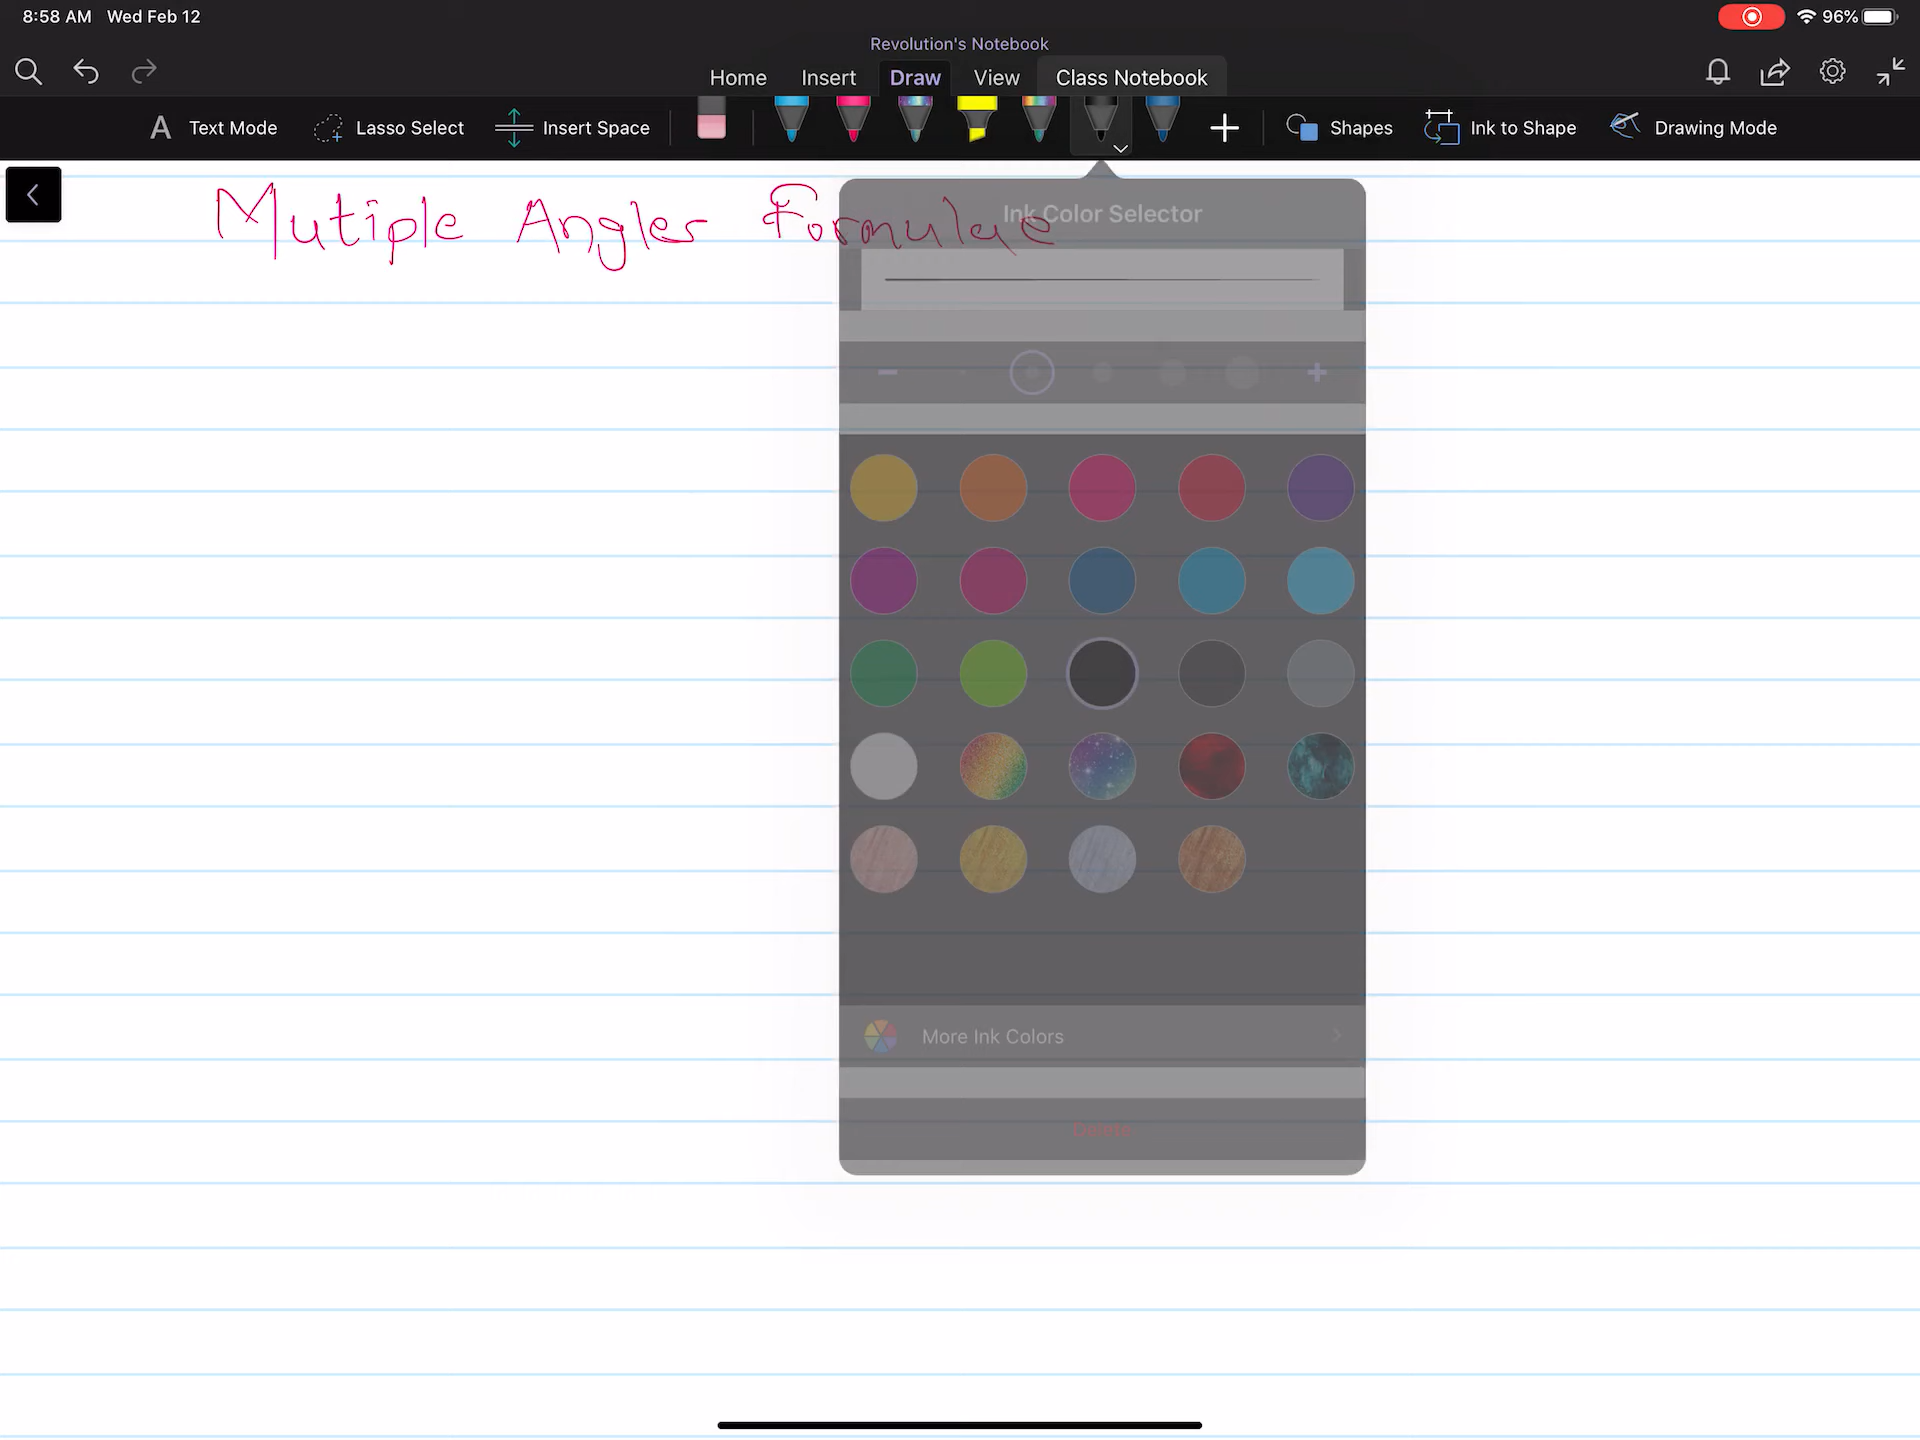 8:58 AM Wed Feb 12 96%
Revolution's Notebook
Home Insert Draw View Class Notebook
A Text Mode Lasso Select Insert Space Shapes Ink to Shape Drawing Mode
Mutiple Angles Formulae
Ink Color Selector
More Ink Colors
Delete